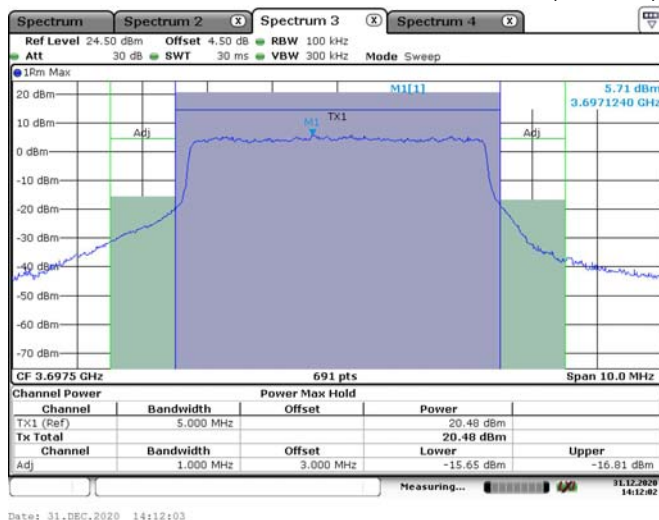 Spectrum Spectrum 2 X Spectrum 3 X Spectrum 4 X
Ref Level 24.50 dBm Offset 4.50 dB RBW 100 kHz
Att 30 dB SWT 30 ms VBW 300 kHz Mode Sweep
1Rm Max
M1[1] 5.71 dBm
3.6971240 GHz
20 dBm
TX1
M1
10 dBm
Adj Adj
0 dBm
-10 dBm
-20 dBm
-30 dBm
-40 dBm
-50 dBm
-60 dBm
-70 dBm
CF 3.6975 GHz 691 pts Span 10.0 MHz
Channel Power Power Max Hold
Channel Bandwidth Offset Power
TX1 (Ref) 5.000 MHz 20.48 dBm
Tx Total 20.48 dBm
Channel Bandwidth Offset Lower Upper
Adj 1.000 MHz 3.000 MHz -15.65 dBm -16.81 dBm
Measuring... 31.12.2020
14:12:02
Date: 31.DEC.2020 14:12:03